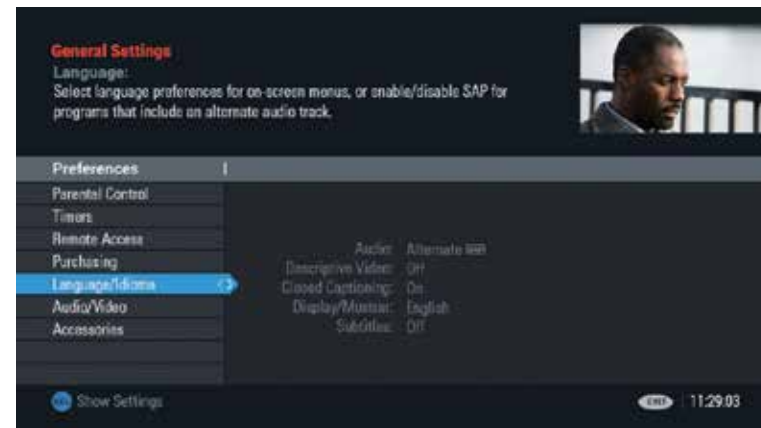 General Settings
Language:
Select language preferences for on-screen menus, or enable/disable SAP for
programs that include an alternate audio track.
Preferences
Parental Control
Timers
Remote Access
Purchasing
Language/Idioma
Audio/Video
Accessories
Audio: Alternate
Descriptive Video: Off
Closed Captioning: On
Display/Mostrar: English
Subtitles: Off
Show Settings
EXIT 11:29:03